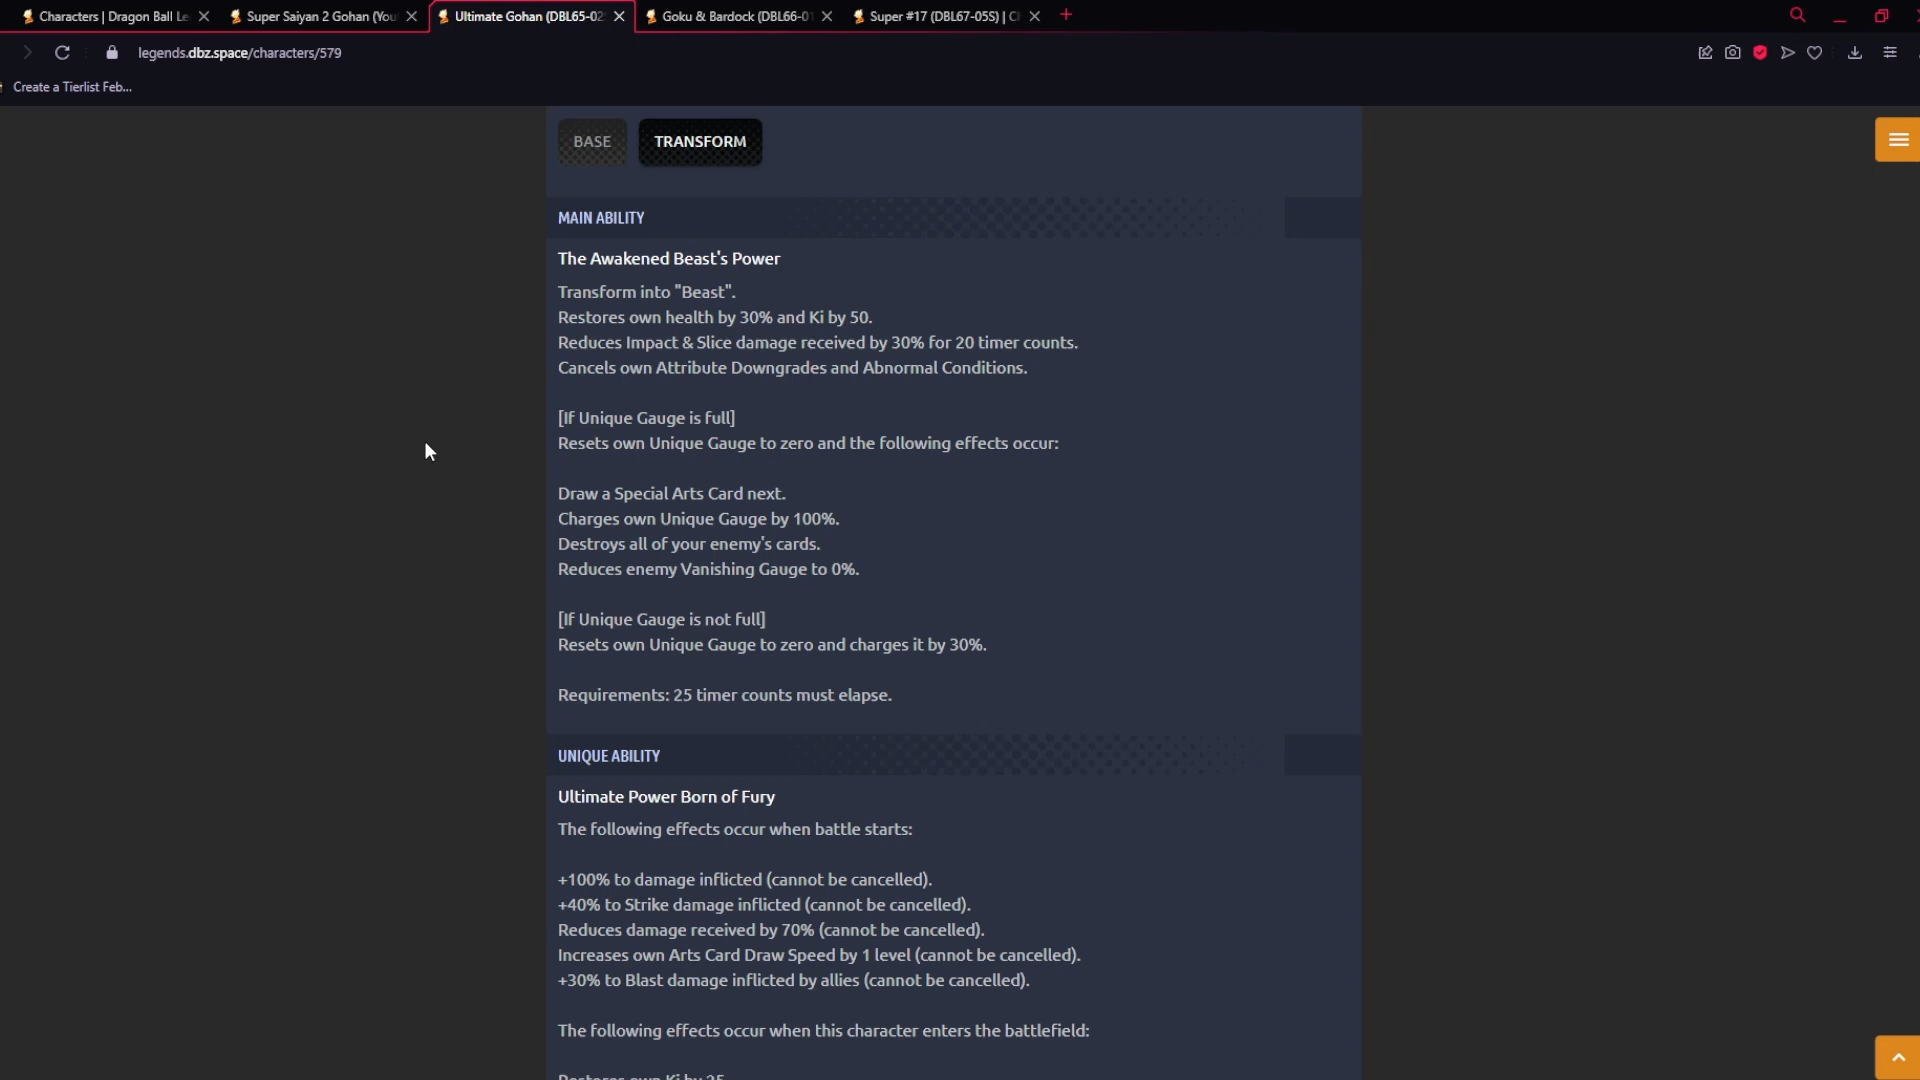 Characters | Dragon Ball Le
Super Saiyan 2 Gohan (You
Ultimate Gohan (DBL65-02
Goku & Bardock (DBL66-01
Super #17 (DBL67-05S) | C
legends.dbz.space/characters/579
Create a Tierlist Feb...
BASE
TRANSFORM
MAIN ABILITY
The Awakened Beast's Power
Transform into "Beast".
Restores own health by 30% and Ki by 50.
Reduces Impact & Slice damage received by 30% for 20 timer counts.
Cancels own Attribute Downgrades and Abnormal Conditions.
[If Unique Gauge is full]
Resets own Unique Gauge to zero and the following effects occur:
Draw a Special Arts Card next.
Charges own Unique Gauge by 100%.
Destroys all of your enemy's cards.
Reduces enemy Vanishing Gauge to 0%.
[If Unique Gauge is not full]
Resets own Unique Gauge to zero and charges it by 30%.
Requirements: 25 timer counts must elapse.
UNIQUE ABILITY
Ultimate Power Born of Fury
The following effects occur when battle starts:
+100% to damage inflicted (cannot be cancelled).
+40% to Strike damage inflicted (cannot be cancelled).
Reduces damage received by 70% (cannot be cancelled).
Increases own Arts Card Draw Speed by 1 level (cannot be cancelled).
+30% to Blast damage inflicted by allies (cannot be cancelled).
The following effects occur when this character enters the battlefield:
Restores own Ki by 25